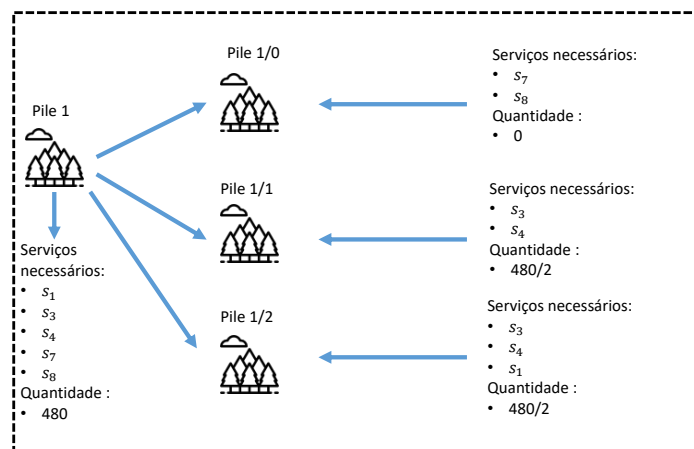 Pile 1
Serviços
necessários:
• s₁
• s₃
• s₄
• s₇
• s₈
Quantidade :
• 480
Pile 1/0
Serviços necessários:
• s₇
• s₈
Quantidade :
• 0
Pile 1/1
Serviços necessários:
• s₃
• s₄
Quantidade :
• 480/2
Pile 1/2
Serviços necessários:
• s₃
• s₄
• s₁
Quantidade :
• 480/2